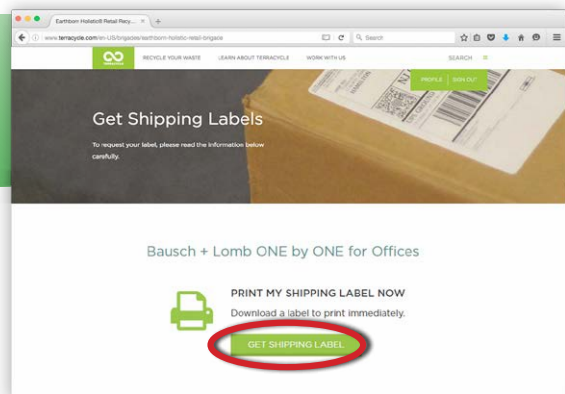 Earthborn Holistic® Retail Recy...
www.terracycle.com/en-US/brigades/earthborn-holistic-retail-brigade
Search
TERRACYCLE
RECYCLE YOUR WASTE
LEARN ABOUT TERRACYCLE
WORK WITH US
SEARCH
PROFILE
SIGN OUT
Get Shipping Labels
To request your label, please read the information below
carefully.
Bausch + Lomb ONE by ONE for Offices
PRINT MY SHIPPING LABEL NOW
Download a label to print immediately.
GET SHIPPING LABEL